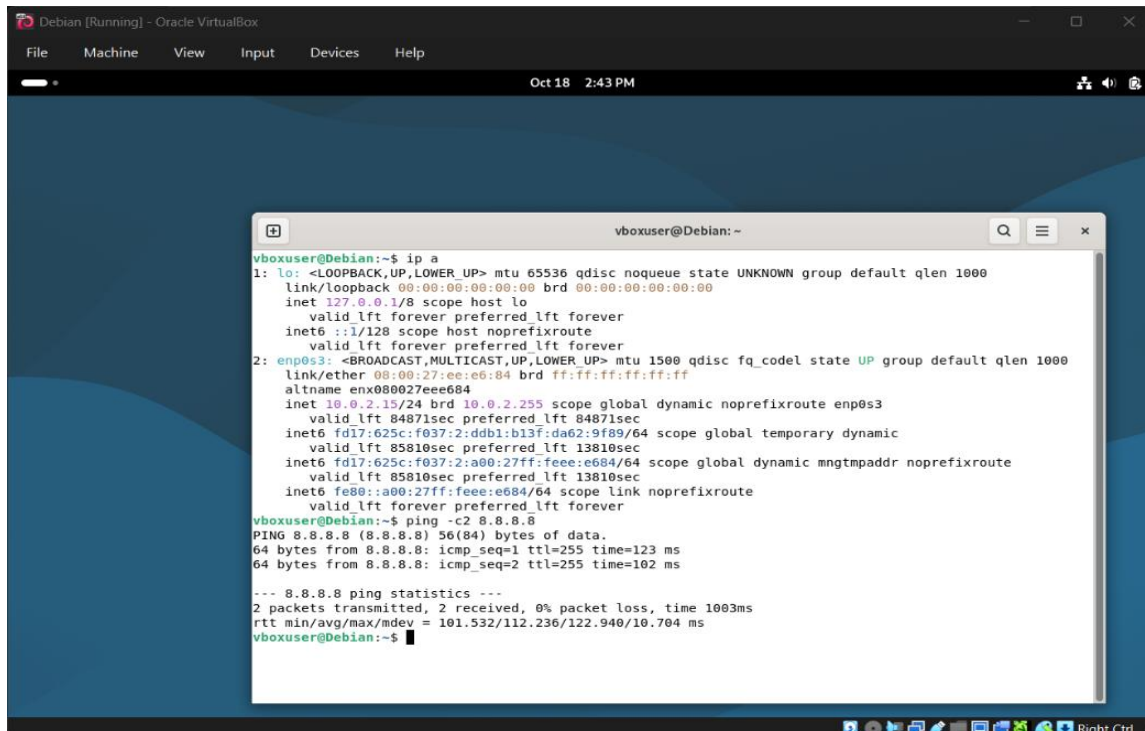 Debian [Running] - Oracle VirtualBox
File Machine View Input Devices Help
Oct 18 2:43 PM
vboxuser@Debian: ~
vboxuser@Debian:~$ ip a
1: lo: <LOOPBACK,UP,LOWER_UP> mtu 65536 qdisc noqueue state UNKNOWN group default qlen 1000
    link/loopback 00:00:00:00:00:00 brd 00:00:00:00:00:00
    inet 127.0.0.1/8 scope host lo
       valid_lft forever preferred_lft forever
    inet6 ::1/128 scope host noprefixroute
       valid_lft forever preferred_lft forever
2: enp0s3: <BROADCAST,MULTICAST,UP,LOWER_UP> mtu 1500 qdisc fq_codel state UP group default qlen 1000
    link/ether 08:00:27:ee:e6:84 brd ff:ff:ff:ff:ff:ff
    altname enx080027eee684
    inet 10.0.2.15/24 brd 10.0.2.255 scope global dynamic noprefixroute enp0s3
       valid_lft 84871sec preferred_lft 84871sec
    inet6 fd17:625c:f037:2:ddb1:b13f:da62:9f89/64 scope global temporary dynamic
       valid_lft 85810sec preferred_lft 13810sec
    inet6 fd17:625c:f037:2:a00:27ff:feee:e684/64 scope global dynamic mngtmpaddr noprefixroute
       valid_lft 85810sec preferred_lft 13810sec
    inet6 fe80::a00:27ff:feee:e684/64 scope link noprefixroute
       valid_lft forever preferred_lft forever
vboxuser@Debian:~$ ping -c2 8.8.8.8
PING 8.8.8.8 (8.8.8.8) 56(84) bytes of data.
64 bytes from 8.8.8.8: icmp_seq=1 ttl=255 time=123 ms
64 bytes from 8.8.8.8: icmp_seq=2 ttl=255 time=102 ms
--- 8.8.8.8 ping statistics ---
2 packets transmitted, 2 received, 0% packet loss, time 1003ms
rtt min/avg/max/mdev = 101.532/112.236/122.940/10.704 ms
vboxuser@Debian:~$
Right Ctrl